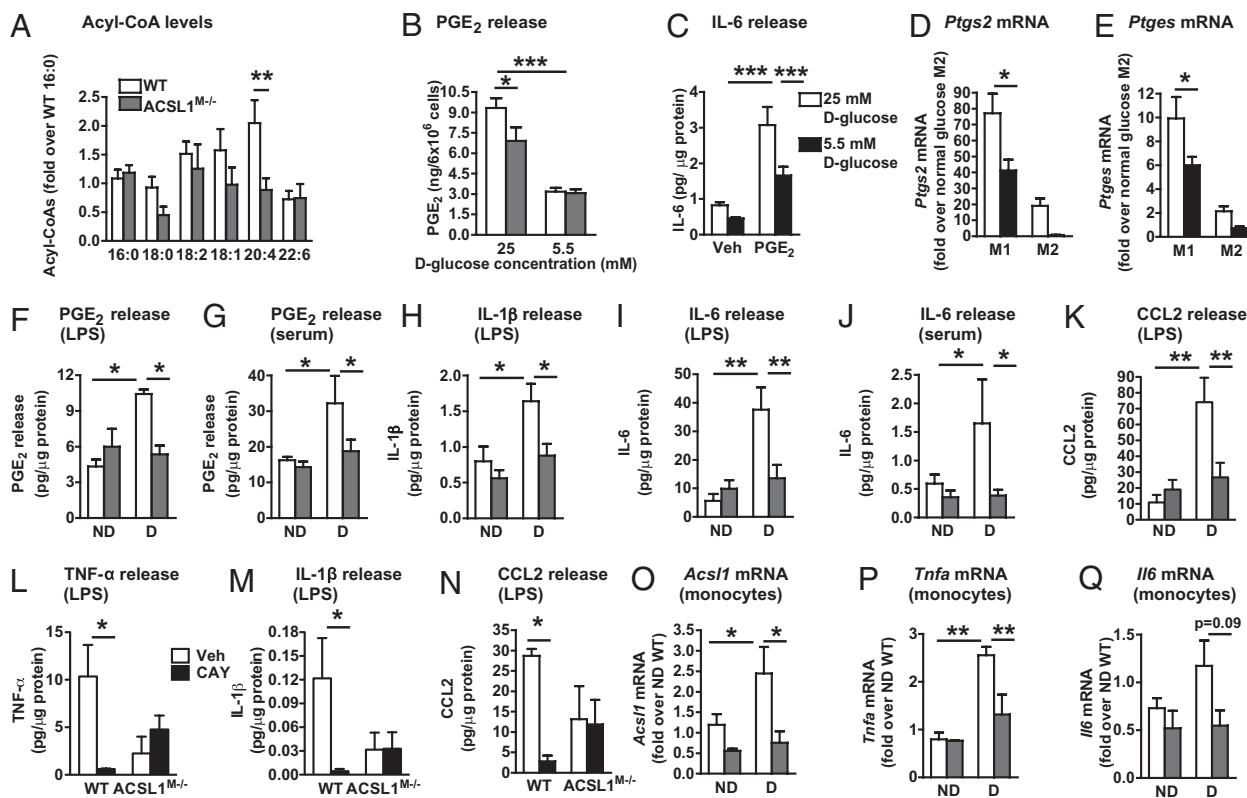 A Acyl-CoA levels
Acyl-CoAs (fold over WT 16:0)
2.5
2.0
1.5
1.0
0.5
0.0
WT
ACSL1M-/-
**
16:0 18:0 18:2 18:1 20:4 22:6
B PGE2 release
PGE2 (ng/6x10⁶ cells)
10.5
9.0
7.5
6.0
4.5
3.0
1.5
0.0
***
*
25 5.5
D-glucose concentration (mM)
C IL-6 release
IL-6 (pg/ μg protein)
4
3
2
1
0
*** ***
Veh PGE2
25 mM
D-glucose
5.5 mM
D-glucose
D Ptgs2 mRNA
Ptgs2 mRNA
(fold over normal glucose M2)
90
80
70
60
50
40
30
20
10
0
*
M1 M2
E Ptges mRNA
Ptges mRNA
(fold over normal glucose M2)
12
10
8
6
4
2
0
*
M1 M2
F PGE2 release
(LPS)
PGE2 release
(pg/μg protein)
12
9
6
3
0
* *
ND D
G PGE2 release
(serum)
PGE2 release
(pg/μg protein)
40
30
20
10
0
* *
ND D
H IL-1β release
(LPS)
IL-1β
(pg/μg protein)
2.0
1.5
1.0
0.5
0.0
* *
ND D
I IL-6 release
(LPS)
IL-6
(pg/μg protein)
50
40
30
20
10
0
** **
ND D
J IL-6 release
(serum)
IL-6
(pg/μg protein)
2.5
2.0
1.5
1.0
0.5
0.0
* *
ND D
K CCL2 release
(LPS)
CCL2
(pg/μg protein)
90
80
70
60
50
40
30
20
10
0
** **
ND D
L TNF-α release
(LPS)
TNF-α
(pg/μg protein)
15
10
5
0
*
Veh
CAY
WT ACSL1M-/-
M IL-1β release
(LPS)
IL-1β
(pg/μg protein)
0.18
0.15
0.12
0.09
0.06
0.03
0.00
*
WT ACSL1M-/-
N CCL2 release
(LPS)
CCL2
(pg/μg protein)
35
30
25
20
15
10
5
0
*
WT ACSL1M-/-
O Acsl1 mRNA
(monocytes)
Acsl1 mRNA
(fold over ND WT)
3.5
3.0
2.5
2.0
1.5
1.0
0.5
0.0
* *
ND D
P Tnfa mRNA
(monocytes)
Tnfa mRNA
(fold over ND WT)
3
2
1
0
** **
ND D
Q Il6 mRNA
(monocytes)
Il6 mRNA
(fold over ND WT)
1.5
1.0
0.5
0.0
p=0.09
ND D